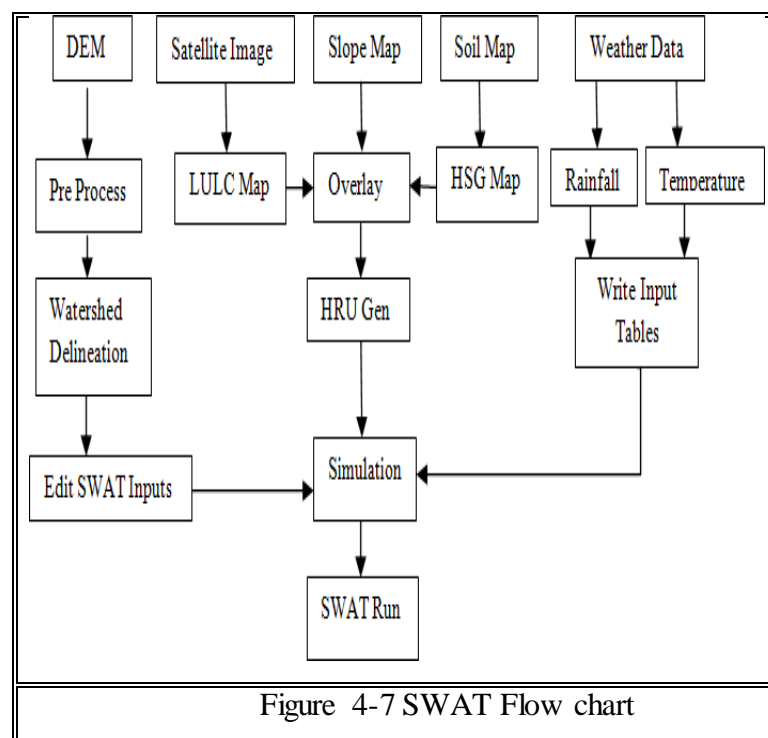 DEM
Satellite Image
Slope Map
Soil Map
Weather Data
Pre Process
LULC Map
Overlay
HSG Map
Rainfall
Temperature
Watershed
Delineation
HRU Gen
Write Input
Tables
Edit SWAT Inputs
Simulation
SWAT Run
Figure 4-7 SWAT Flow chart